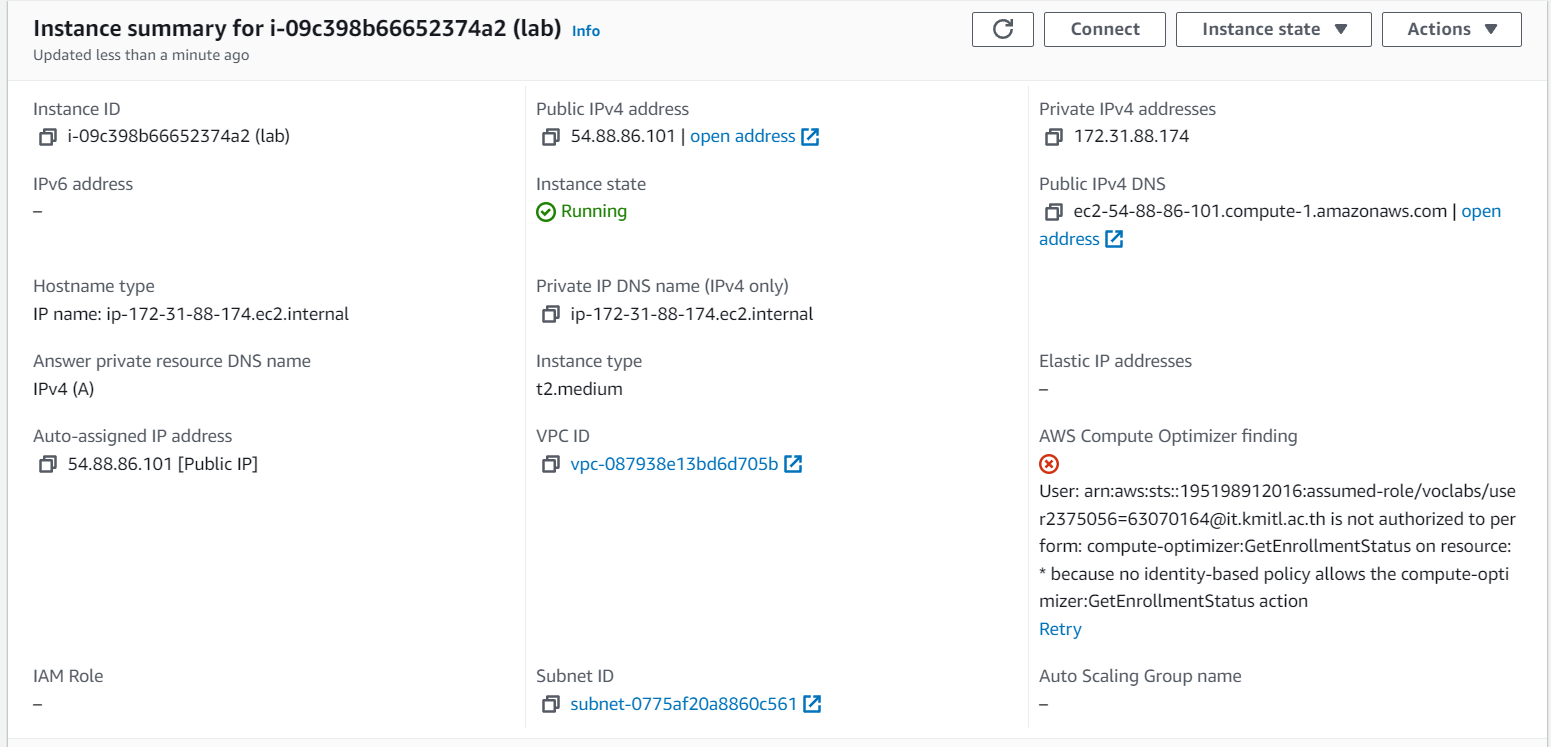 Instance summary for i-09c398b66652374a2 (lab) Info
Updated less than a minute ago
Connect
Instance state
Actions
Instance ID
i-09c398b66652374a2 (lab)
Public IPv4 address
54.88.86.101 | open address
Private IPv4 addresses
172.31.88.174
IPv6 address
–
Instance state
Running
Public IPv4 DNS
ec2-54-88-86-101.compute-1.amazonaws.com | open
address
Hostname type
IP name: ip-172-31-88-174.ec2.internal
Private IP DNS name (IPv4 only)
ip-172-31-88-174.ec2.internal
Answer private resource DNS name
IPv4 (A)
Instance type
t2.medium
Elastic IP addresses
–
Auto-assigned IP address
54.88.86.101 [Public IP]
VPC ID
vpc-087938e13bd6d705b
AWS Compute Optimizer finding
User: arn:aws:sts::195198912016:assumed-role/voclabs/use
r2375056=63070164@it.kmitl.ac.th is not authorized to per
form: compute-optimizer:GetEnrollmentStatus on resource:
* because no identity-based policy allows the compute-opti
mizer:GetEnrollmentStatus action
Retry
IAM Role
–
Subnet ID
subnet-0775af20a8860c561
Auto Scaling Group name
–